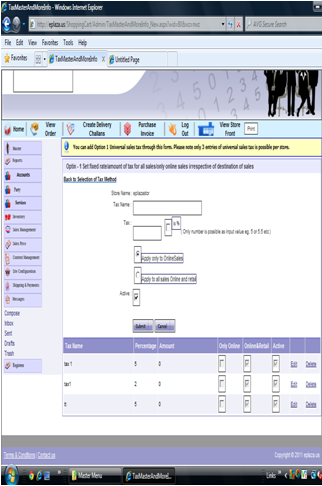 TaxMasterAndMoreInfo - Windows Internet Explorer
http://eplaza.us/ShoppingCart/Admin/TaxMasterAndMoreInfo_New.aspx?
AVG Secure Search
File Edit View Favorites Tools Help
Favorites TaxMasterAndMoreInfo Untitled Page
Home View Order Create Delivery Challans Purchase Invoice Log Out View Store Front Print
You can add Option 1 Universal sales tax through this form. Please note only 3 entries of universal sales tax is possible per store.
Option - 1 Set fixed rate/amount of tax for all sales/only online sales irrespective of destination of sales
Back to Selection of Tax Method
Master
Reports
Accounts
Party
Services
Inventory
Sales Management
Sales Price
Content Management
Site Configuration
Shipping & Payments
Messages
Compose
Inbox
Sent
Drafts
Trash
Expenses
Store Name : eplazastor
Tax Name:
Tax: is %
Only number is possible as input value eg. 5 or 5.5 etc.)
Apply only to OnlineSales
Apply to all sales Online and retail
Active:
Submit Cancel
Tax Name Percentage Amount Only Online Online&Retail Active
tax 1 5 0 Edit Delete
tax1 2 0 Edit Delete
tt 5 0 Edit Delete
Terms & Conditions | Contact us Copyright © 2011 eplaza.us
Master Menu TaxMasterAndMoreI... Links